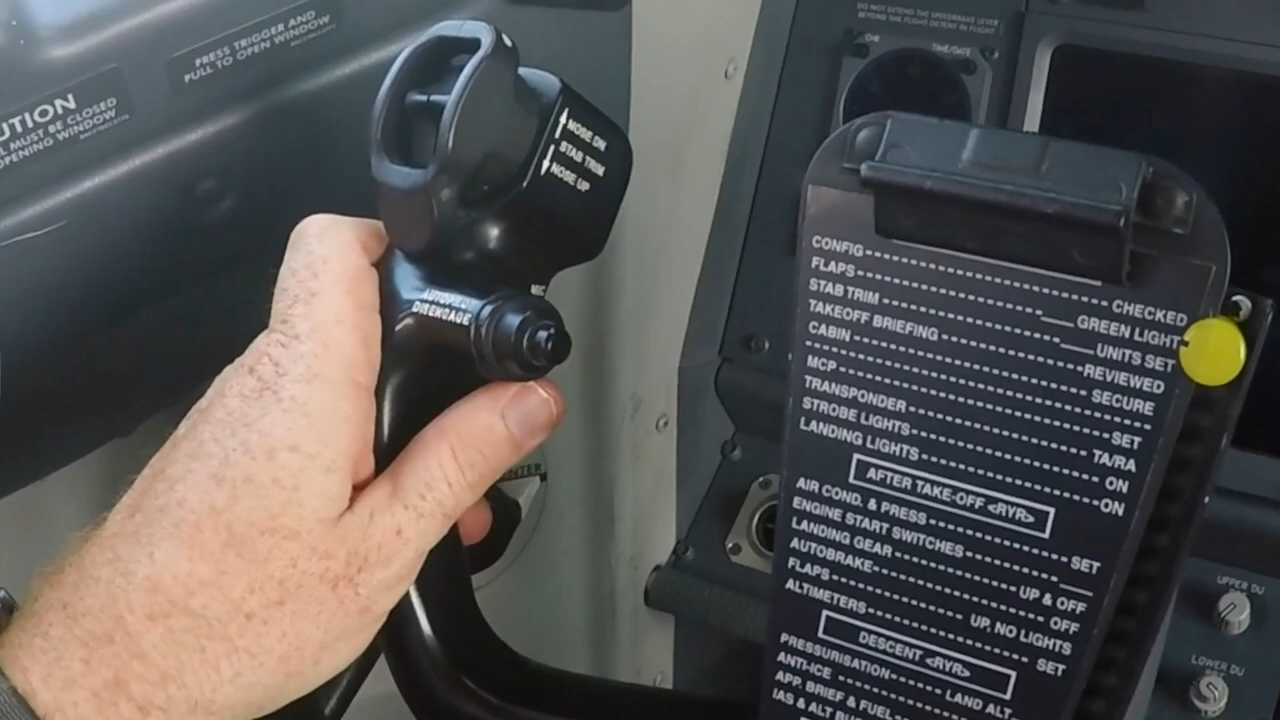 PRESS TRIGGER AND
PULL TO OPEN WINDOW
UTION
MUST BE CLOSED
OPENING WINDOW
NOSE DN
STAB TRIM
NOSE UP
MIC
AUTOPILOT
DISENGAGE
DO NOT EXTEND THE SPEEDBRAKE LEVER
BEYOND THE FLIGHT DETENT IN FLIGHT
TIME/DATE
CONFIG CHECKED
FLAPS ___ GREEN LIGHT
STAB TRIM ___ UNITS SET
TAKEOFF BRIEFING REVIEWED
CABIN SECURE
MCP SET
TRANSPONDER TA/RA
STROBE LIGHTS ON
LANDING LIGHTS ON
AFTER TAKE-OFF <RYR>
AIR COND. & PRESS SET
ENGINE START SWITCHES ___
LANDING GEAR UP & OFF
AUTOBRAKE OFF
FLAPS UP, NO LIGHTS
ALTIMETERS SET
DESCENT <RYR>
PRESSURISATION LAND ALT
ANTI-ICE
APP. BRIEF & FUEL
IAS & ALT
UPPER DU
LOWER DU